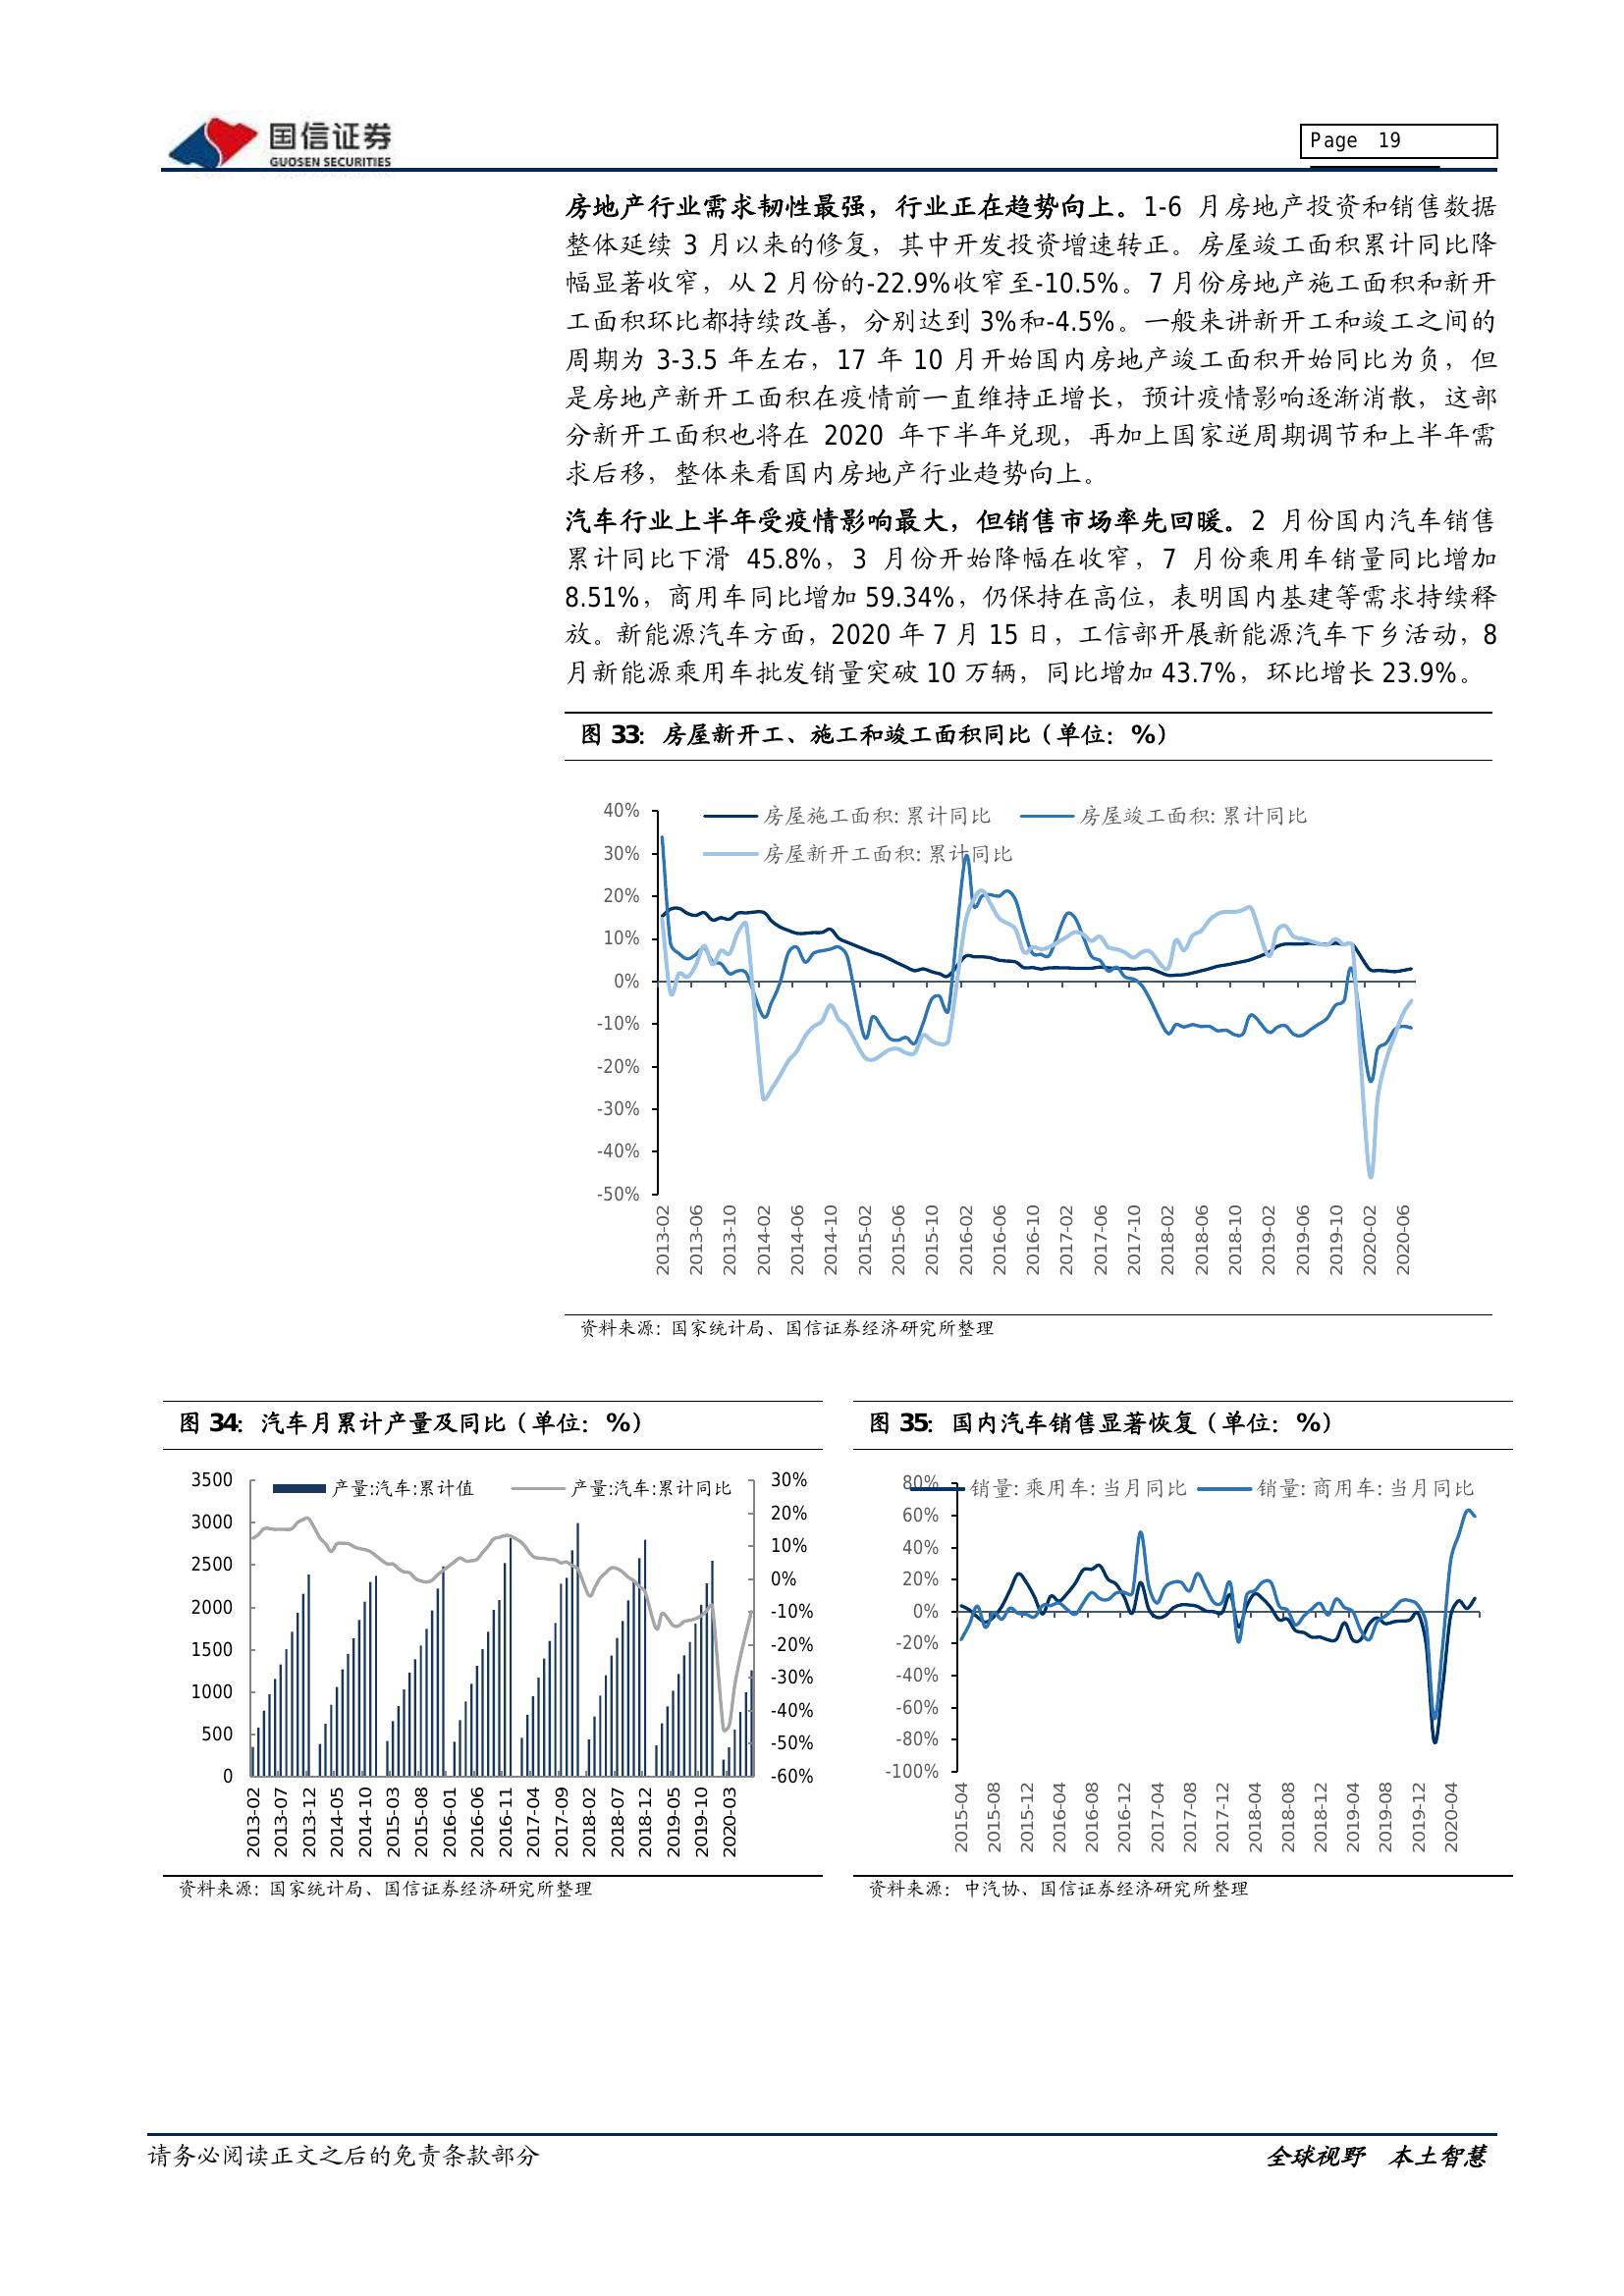 国信证券
GUOSEN SECURITIES
Page 19
房地产行业需求韧性最强，行业正在趋势向上。1-6 月房地产投资和销售数据
整体延续 3 月以来的修复，其中开发投资增速转正。房屋竣工面积累计同比降
幅显著收窄，从 2 月份的-22.9%收窄至-10.5%。7 月份房地产施工面积和新开
工面积环比都持续改善，分别达到 3%和-4.5%。一般来讲新开工和竣工之间的
周期为 3-3.5 年左右，17 年 10 月开始国内房地产竣工面积开始同比为负，但
是房地产新开工面积在疫情前一直维持正增长，预计疫情影响逐渐消散，这部
分新开工面积也将在 2020 年下半年兑现，再加上国家逆周期调节和上半年需
求后移，整体来看国内房地产行业趋势向上。
汽车行业上半年受疫情影响最大，但销售市场率先回暖。2 月份国内汽车销售
累计同比下滑 45.8%，3 月份开始降幅在收窄，7 月份乘用车销量同比增加
8.51%，商用车同比增加 59.34%，仍保持在高位，表明国内基建等需求持续释
放。新能源汽车方面，2020 年 7 月 15 日，工信部开展新能源汽车下乡活动，8
月新能源乘用车批发销量突破 10 万辆，同比增加 43.7%，环比增长 23.9%。
图 33：房屋新开工、施工和竣工面积同比（单位：%）
房屋施工面积:累计同比 房屋竣工面积:累计同比
房屋新开工面积:累计同比
40%
30%
20%
10%
0%
-10%
-20%
-30%
-40%
-50%
2013-02 2013-06 2013-10 2014-02 2014-06 2014-10 2015-02 2015-06 2015-10 2016-02 2016-06 2016-10 2017-02 2017-06 2017-10 2018-02 2018-06 2018-10 2019-02 2019-06 2019-10 2020-02 2020-06
资料来源：国家统计局、国信证券经济研究所整理
图 34：汽车月累计产量及同比（单位：%）
产量:汽车:累计值 产量:汽车:累计同比
3500
3000
2500
2000
1500
1000
500
0
30%
20%
10%
0%
-10%
-20%
-30%
-40%
-50%
-60%
2013-02 2013-07 2013-12 2014-05 2014-10 2015-03 2015-08 2016-01 2016-06 2016-11 2017-04 2017-09 2018-02 2018-07 2018-12 2019-05 2019-10 2020-03
资料来源：国家统计局、国信证券经济研究所整理
图 35：国内汽车销售显著恢复（单位：%）
销量:乘用车:当月同比 销量:商用车:当月同比
80%
60%
40%
20%
0%
-20%
-40%
-60%
-80%
-100%
2015-04 2015-08 2015-12 2016-04 2016-08 2016-12 2017-04 2017-08 2017-12 2018-04 2018-08 2018-12 2019-04 2019-08 2019-12 2020-04
资料来源：中汽协、国信证券经济研究所整理
请务必阅读正文之后的免责条款部分
全球视野 本土智慧